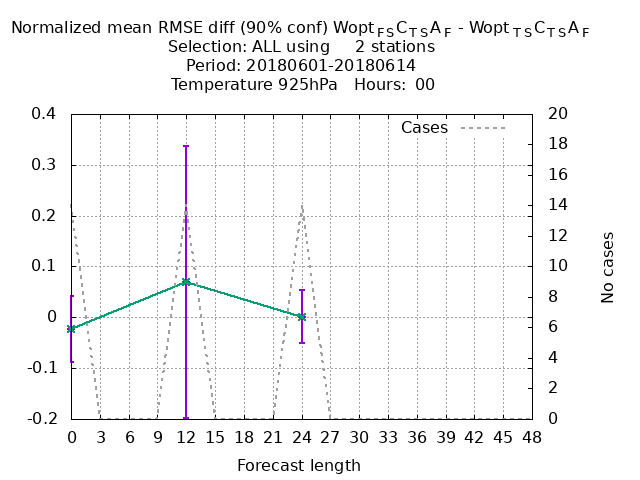 Normalized mean RMSE diff (90% conf) Wopt FS C TS A F - Wopt TS C TS A F
Selection: ALL using 2 stations
Period: 20180601-20180614
Temperature 925hPa Hours: 00
Cases
0.4
0.3
0.2
0.1
0
-0.1
-0.2
20
18
16
14
12
10
8
6
4
2
0
No cases
0 3 6 9 12 15 18 21 24 27 30 33 36 39 42 45 48
Forecast length